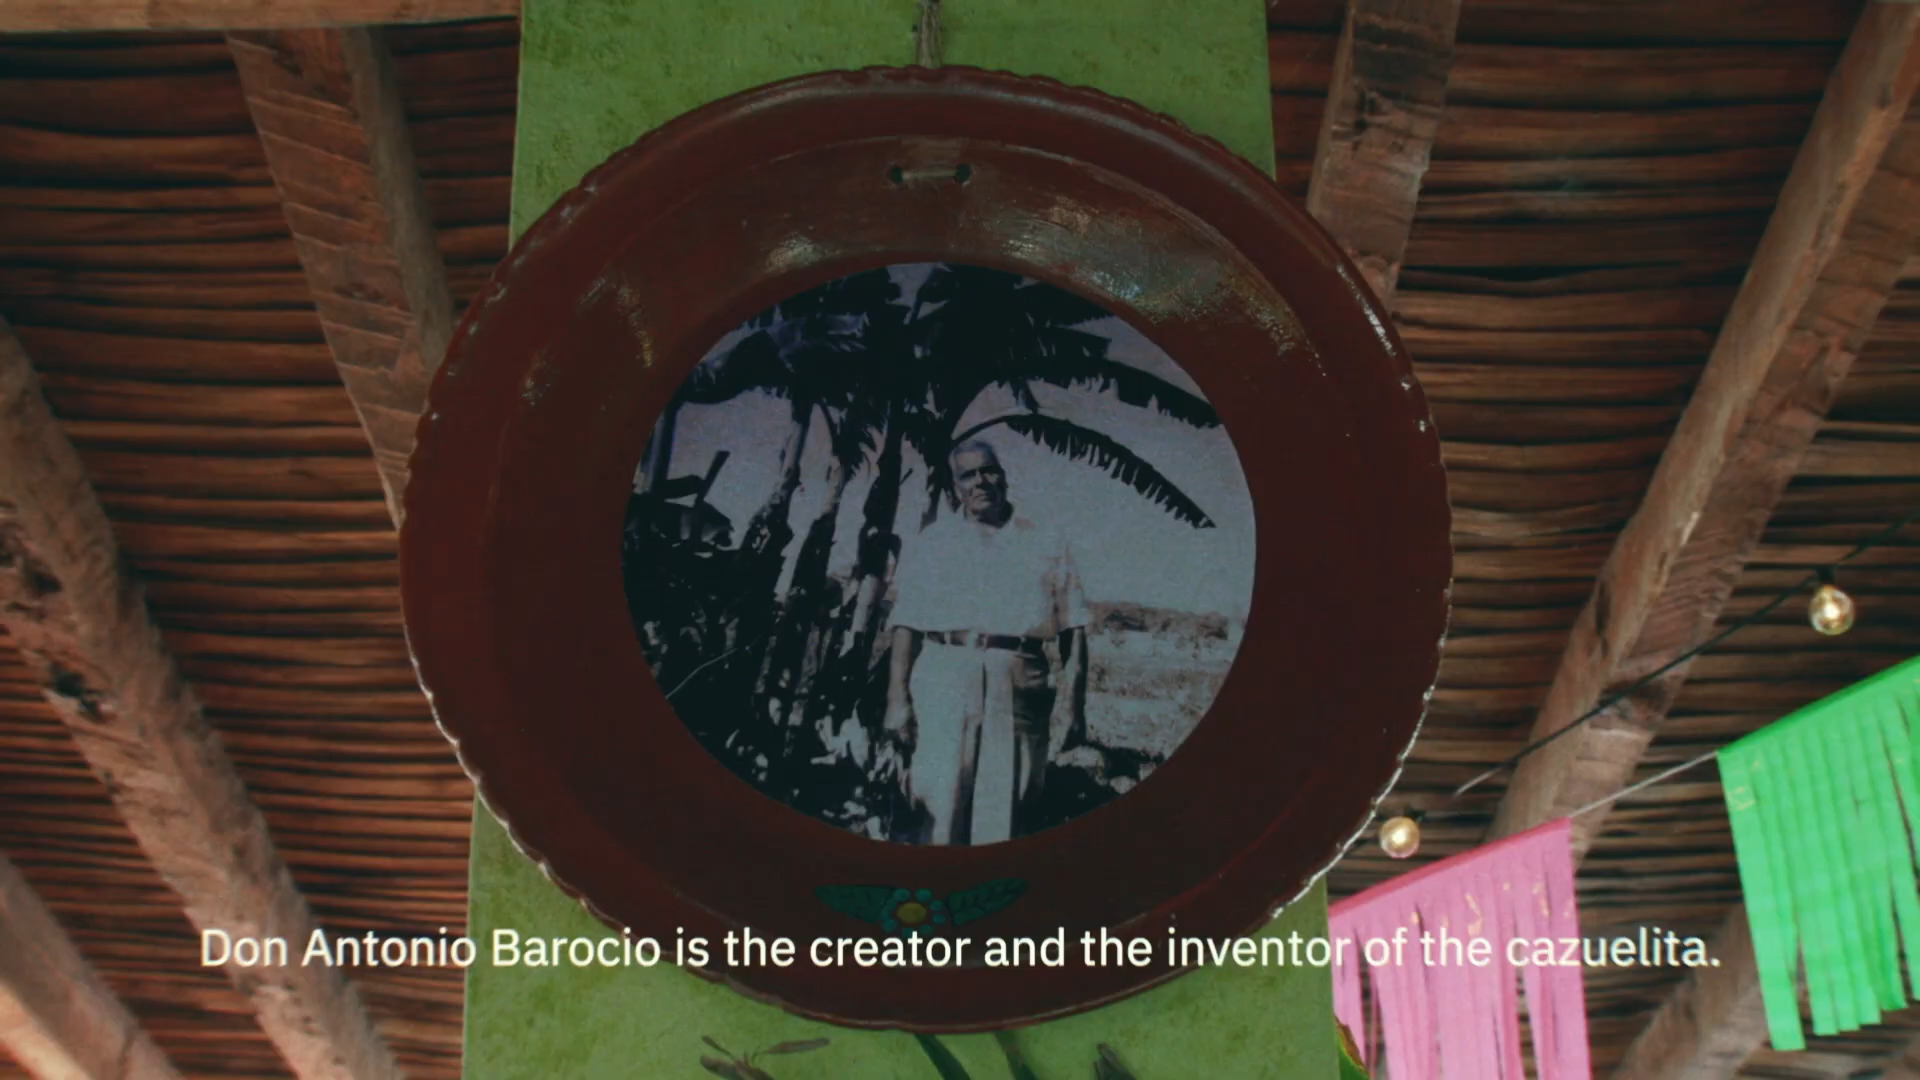 Don Antonio Barocio is the creator and the inventor of the cazuelita.